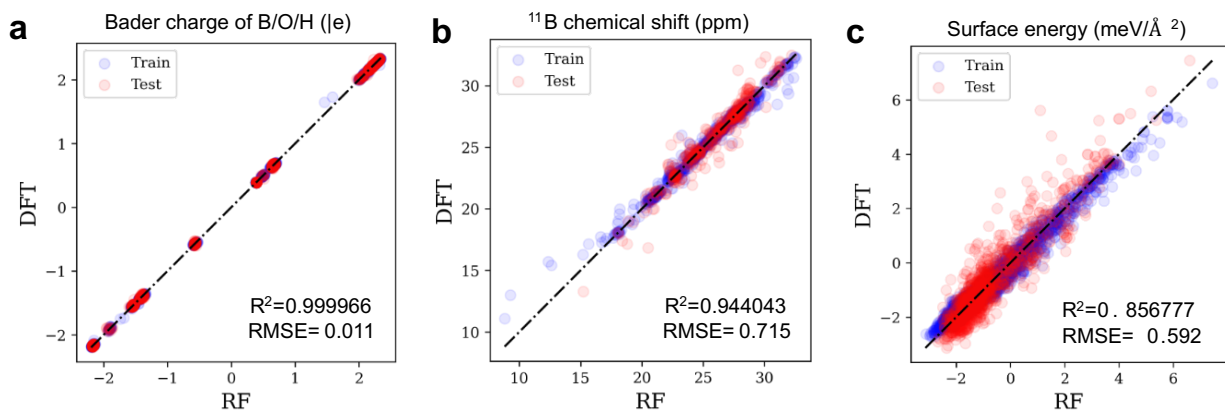 a
Bader charge of B/O/H (|e)
Train
Test
2
1
0
−1
−2
DFT
R²=0.999966
RMSE= 0.011
−2 −1 0 1 2
RF
b
¹¹B chemical shift (ppm)
Train
Test
30
25
20
15
10
DFT
R²=0.944043
RMSE= 0.715
10 15 20 25 30
RF
c
Surface energy (meV/Å ²)
Train
Test
6
4
2
0
−2
DFT
R²=0. 856777
RMSE= 0.592
−2 0 2 4 6
RF